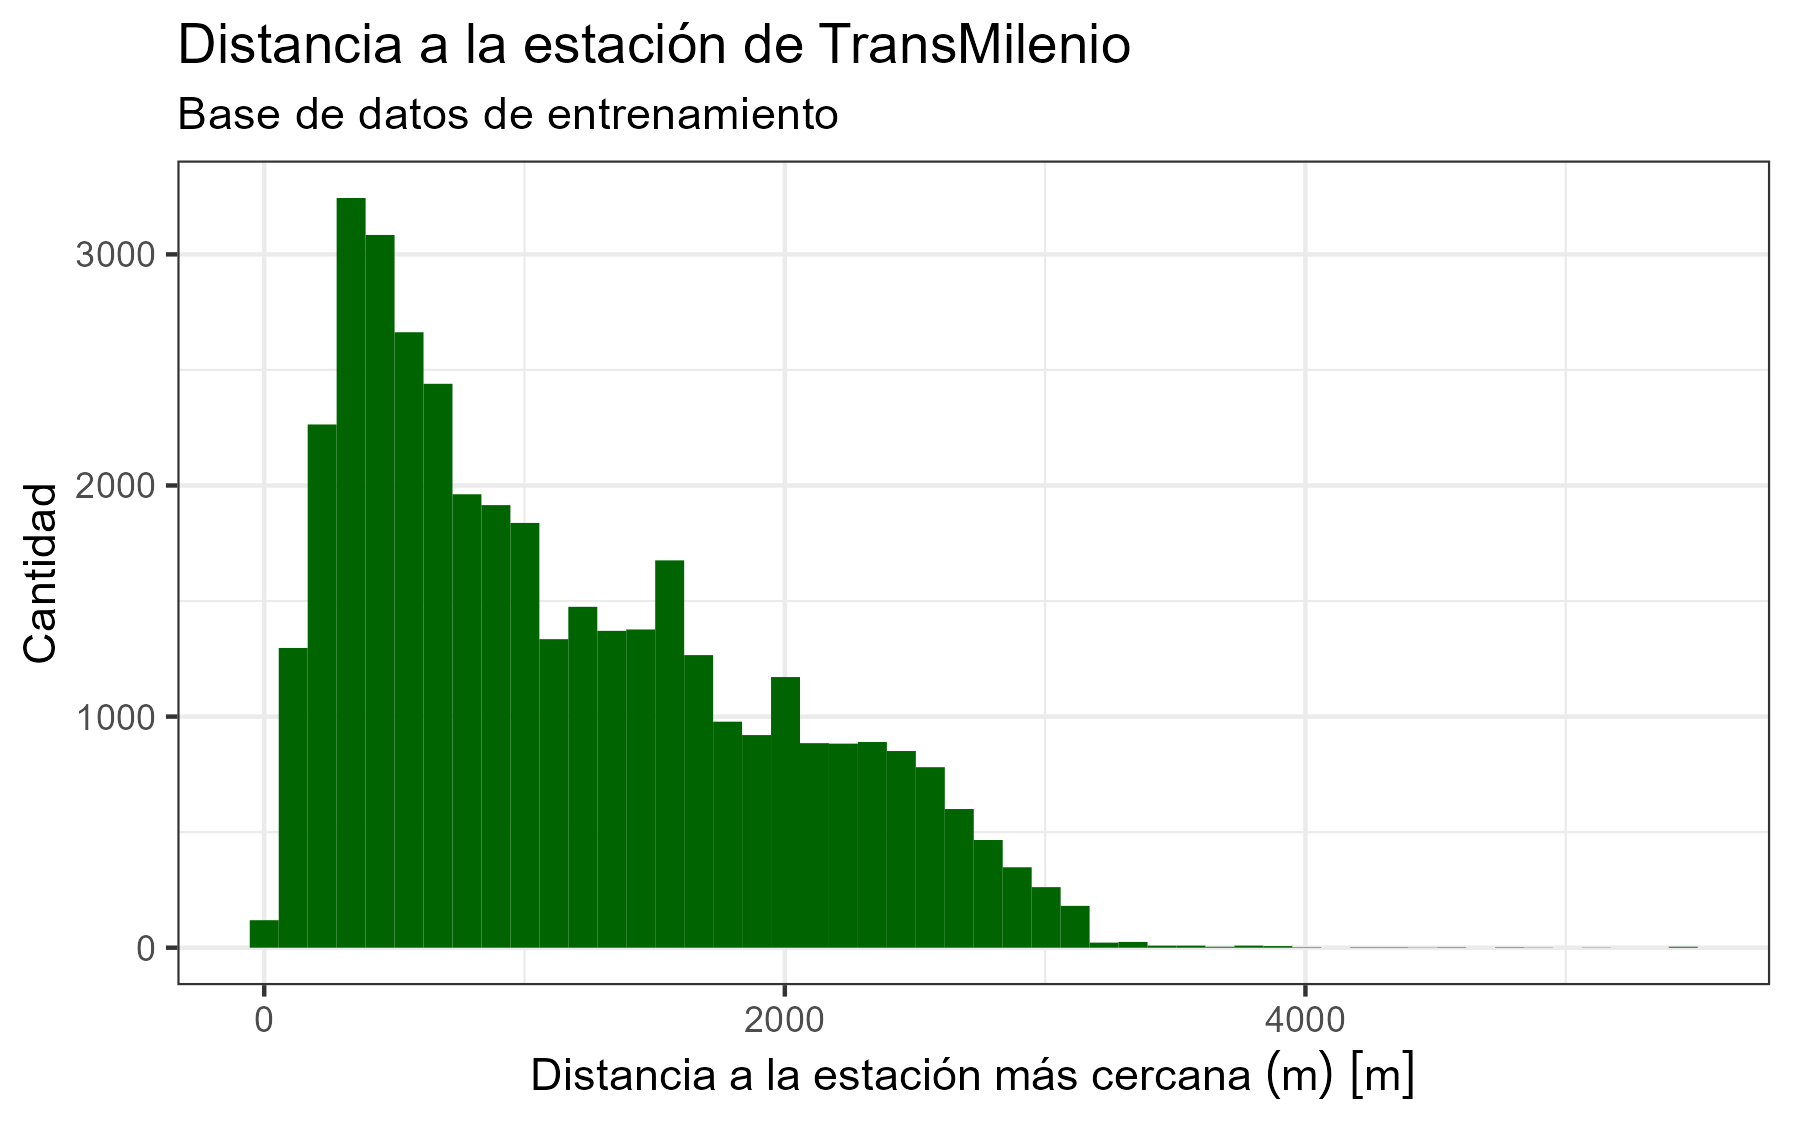 Distancia a la estación de TransMilenio
Base de datos de entrenamiento
Cantidad
3000
2000
1000
0
0 2000 4000
Distancia a la estación más cercana (m) [m]